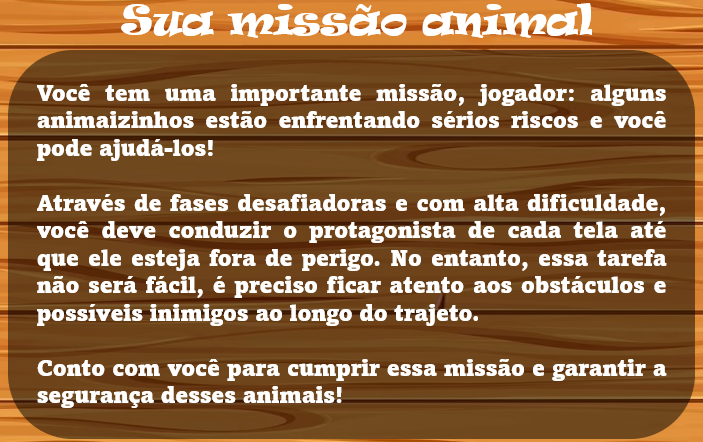 Sua missão animal
Você tem uma importante missão, jogador: alguns
animaizinhos estão enfrentando sérios riscos e você
pode ajudá-los!
Através de fases desafiadoras e com alta dificuldade,
você deve conduzir o protagonista de cada tela até
que ele esteja fora de perigo. No entanto, essa tarefa
não será fácil, é preciso ficar atento aos obstáculos e
possíveis inimigos ao longo do trajeto.
Conto com você para cumprir essa missão e garantir a
segurança desses animais!